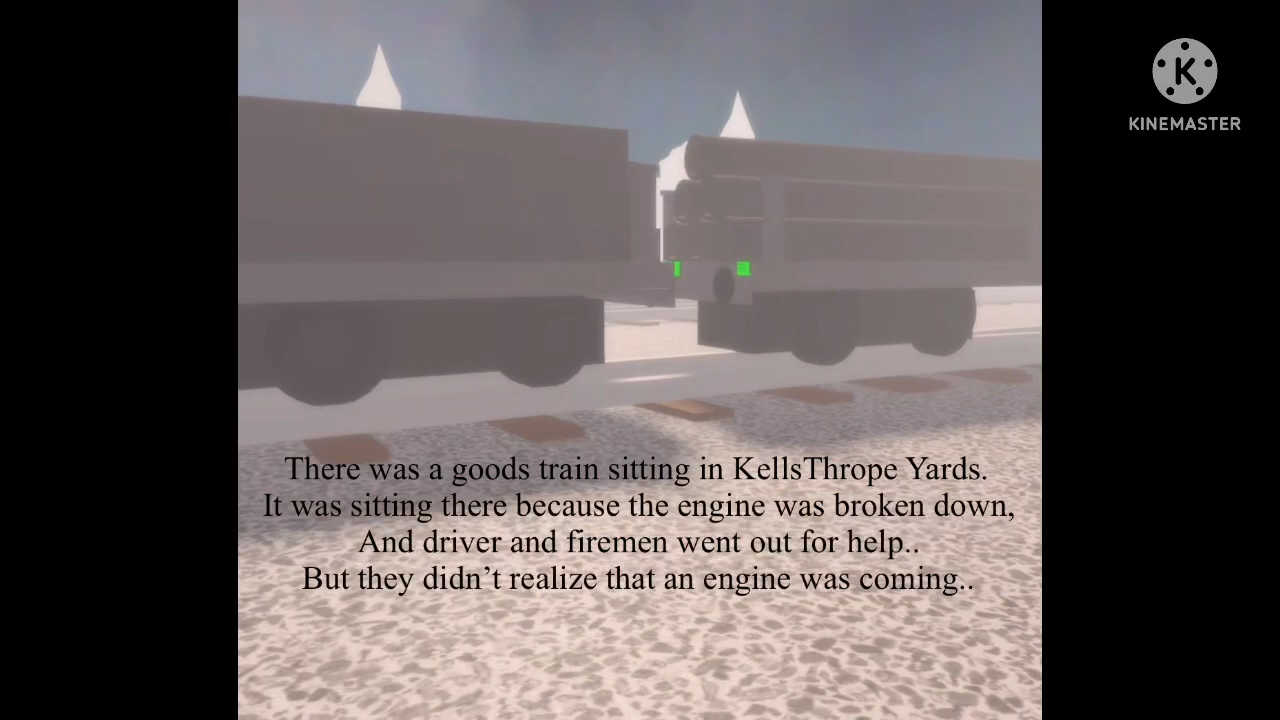 KINEMASTER
There was a goods train sitting in KellsThrope Yards.
It was sitting there because the engine was broken down,
And driver and firemen went out for help..
But they didn’t realize that an engine was coming..